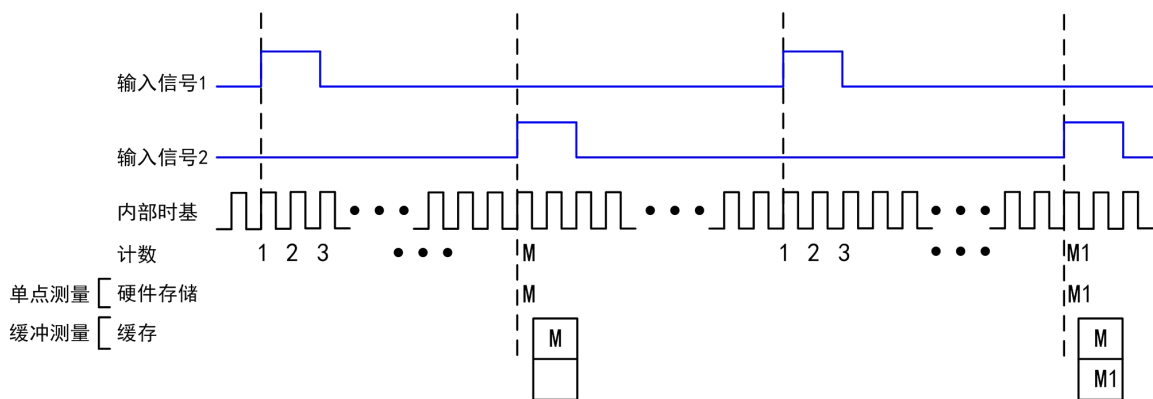 输入信号1
输入信号2
内部时基
计数 1 2 3 ••• M 1 2 3 ••• M1
单点测量 [ 硬件存储 M M1
缓冲测量 [ 缓存 M M
M1